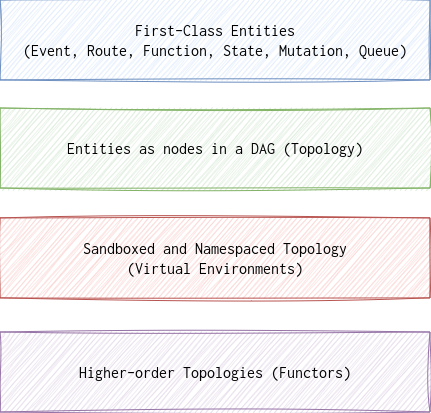 First-Class Entities
(Event, Route, Function, State, Mutation, Queue)
Entities as nodes in a DAG (Topology)
Sandboxed and Namespaced Topology
(Virtual Environments)
Higher-order Topologies (Functors)